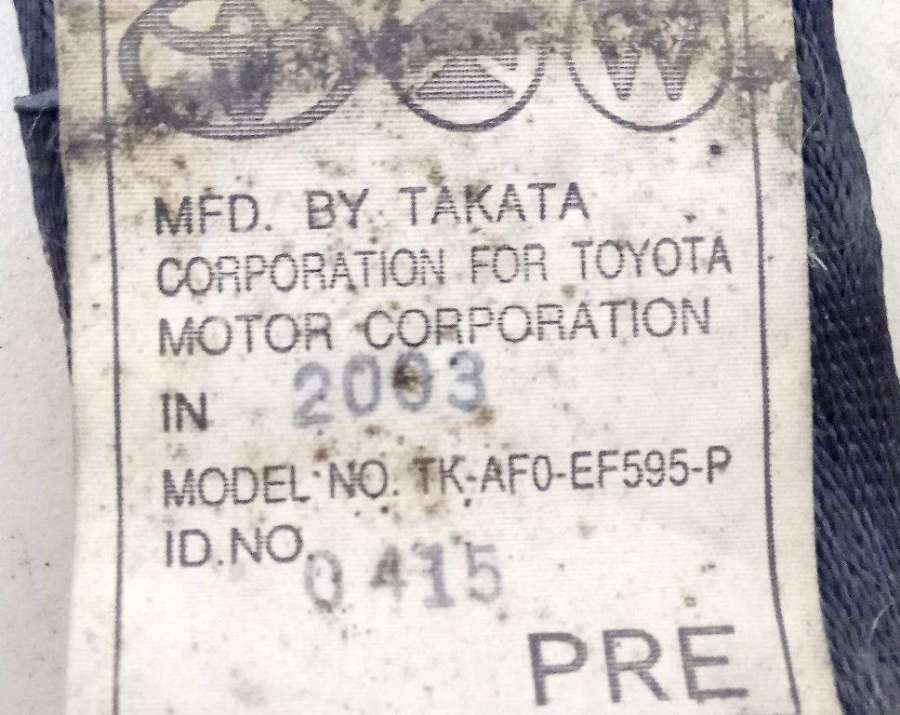 MFD. BY TAKATA
CORPORATION FOR TOYOTA
MOTOR CORPORATION
IN 2003
MODEL NO. TK-AF0-EF595-P
ID.NO. 0415
PRE